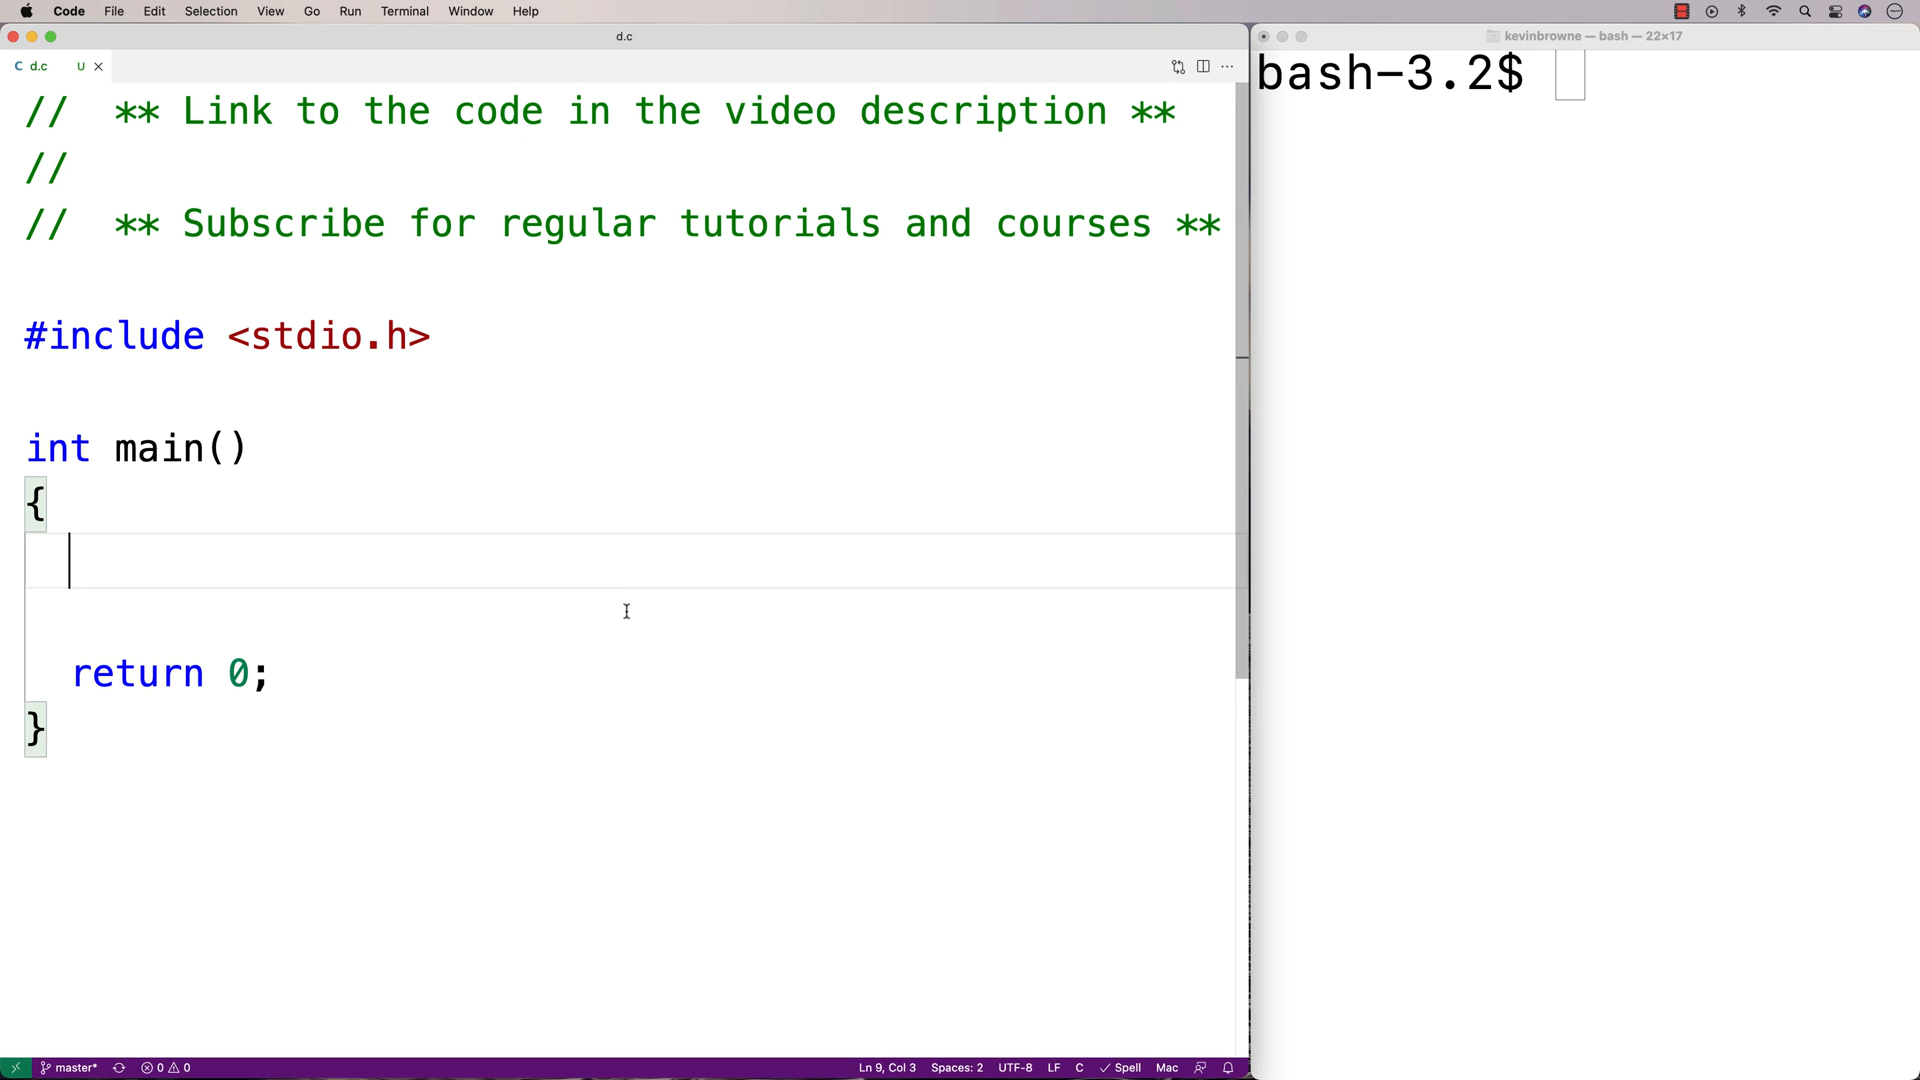 Code File Edit Selection View Go Run Terminal Window Help
d.c
C d.c U
//  ** Link to the code in the video description **
//
//  ** Subscribe for regular tutorials and courses **
#include <stdio.h>
int main()
{
return 0;
}
master* 0 0 Ln 9, Col 3 Spaces: 2 UTF-8 LF C Spell Mac
kevinbrowne — bash — 22×17
bash-3.2$